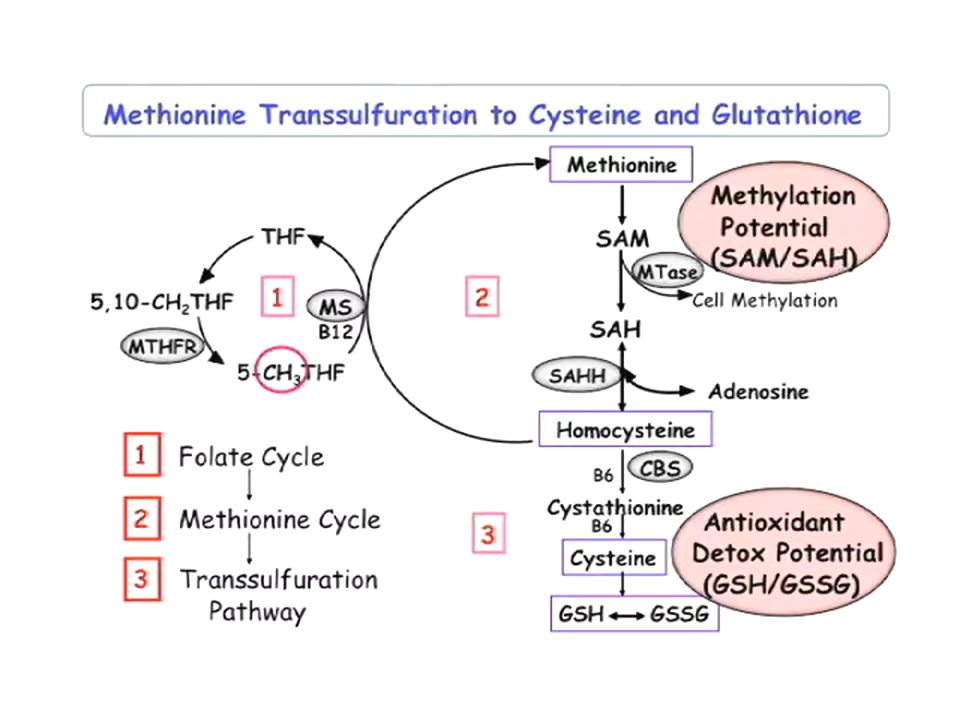 Methionine Transsulfuration to Cysteine and Glutathione
Methionine
Methylation
Potential
(SAM/SAH)
SAM
MTase
Cell Methylation
THF
5,10-CH₂THF
1
MS
B12
2
MTHFR
5-CH₃THF
SAH
SAHH
Adenosine
Homocysteine
B6
CBS
Cystathionine
B6
3
Cysteine
GSH GSSG
Antioxidant
Detox Potential
(GSH/GSSG)
1 Folate Cycle
2 Methionine Cycle
3 Transsulfuration
Pathway